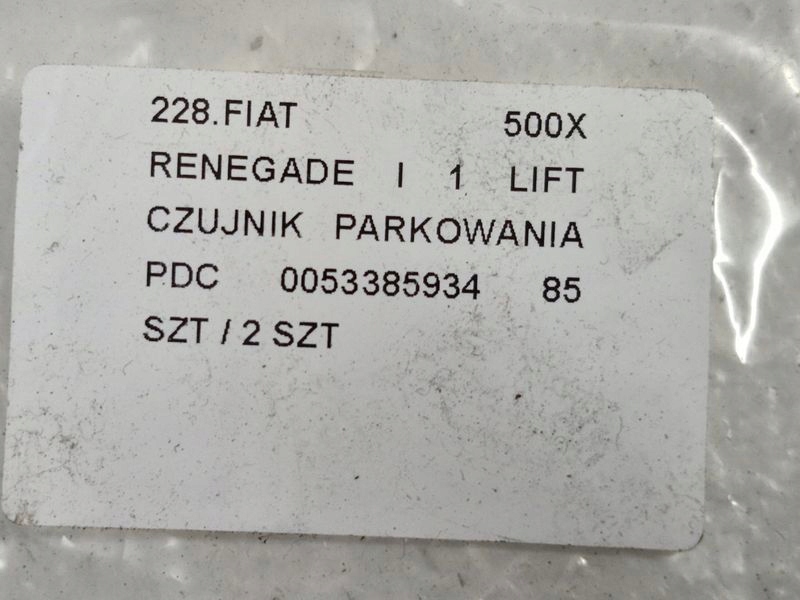 228.FIAT 500X
RENEGADE I 1 LIFT
CZUJNIK PARKOWANIA
PDC 0053385934 85
SZT / 2 SZT